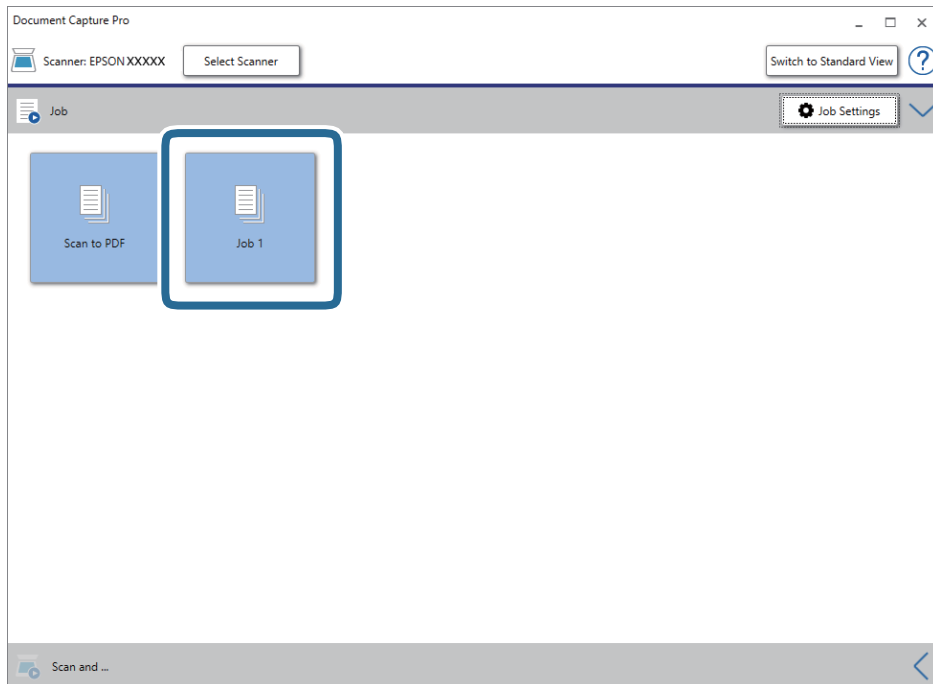 Document Capture Pro
Scanner: EPSON XXXXX
Select Scanner
Switch to Standard View
?
Job
Job Settings
Scan to PDF
Job 1
Scan and ...